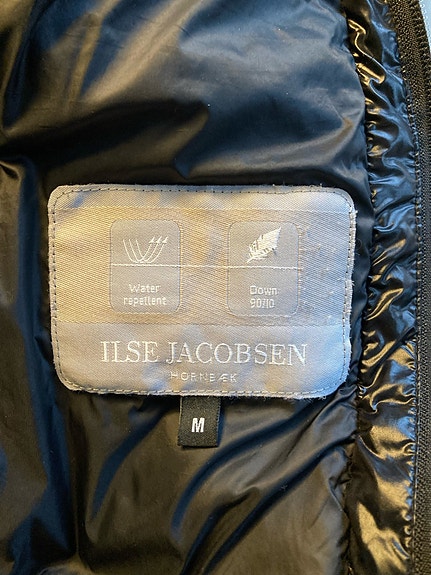 Water
repellent
Down
90/10
ILSE JACOBSEN
HORNBÆK
M